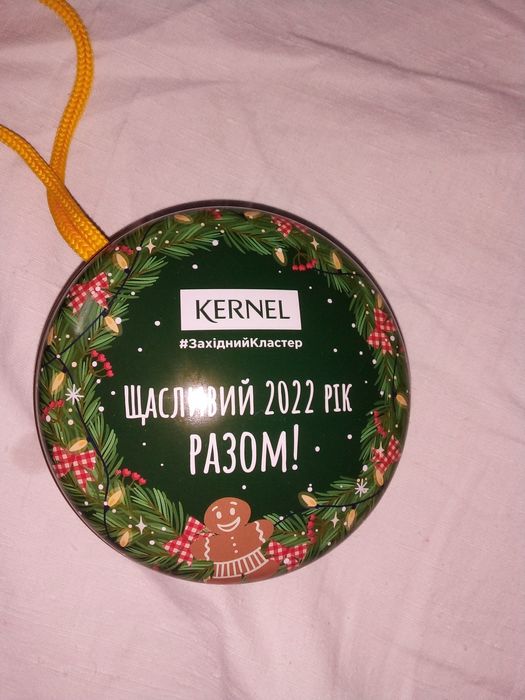 KERNEL
#ЗахіднийКластер
Щасливий 2022 рік
разом!